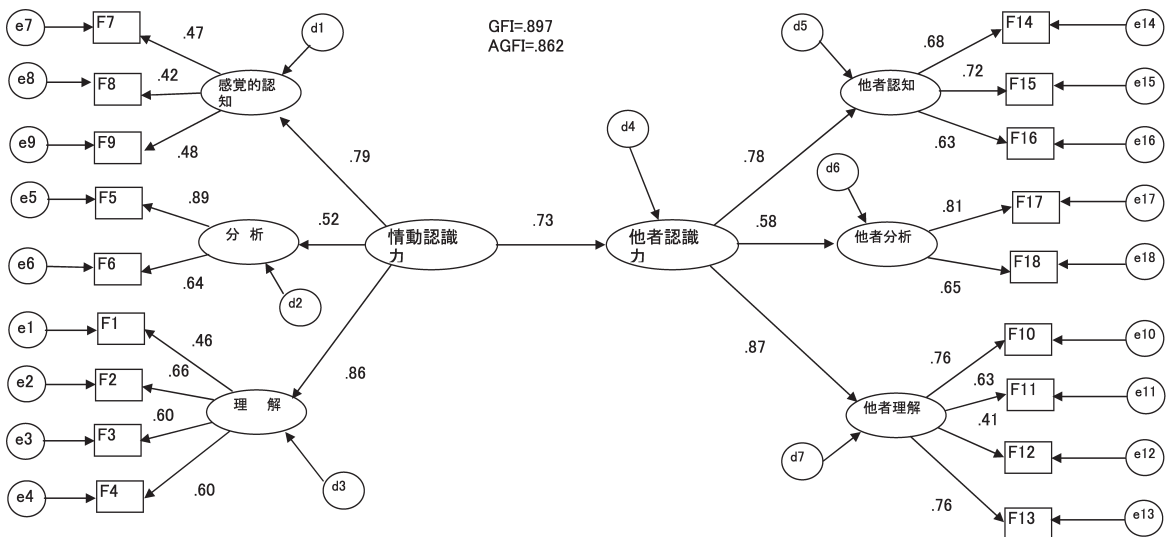 GFI=.897
AGFI=.862
e7
F7
.47
d1
e8
F8
.42
感覚的認
知
e9
F9
.48
.79
e5
F5
.89
分 析
.52
e6
F6
.64
d2
情動認識
力
.73
e1
F1
.46
e2
F2
.66
理 解
.86
e3
F3
.60
e4
F4
.60
d3
d4
他者認識
力
d5
.68
F14
e14
他者認知
.72
F15
e15
.63
F16
e16
.78
d6
.81
F17
e17
.58
他者分析
F18
e18
.65
.87
.76
F10
e10
.63
F11
e11
他者理解
.41
F12
e12
d7
.76
F13
e13